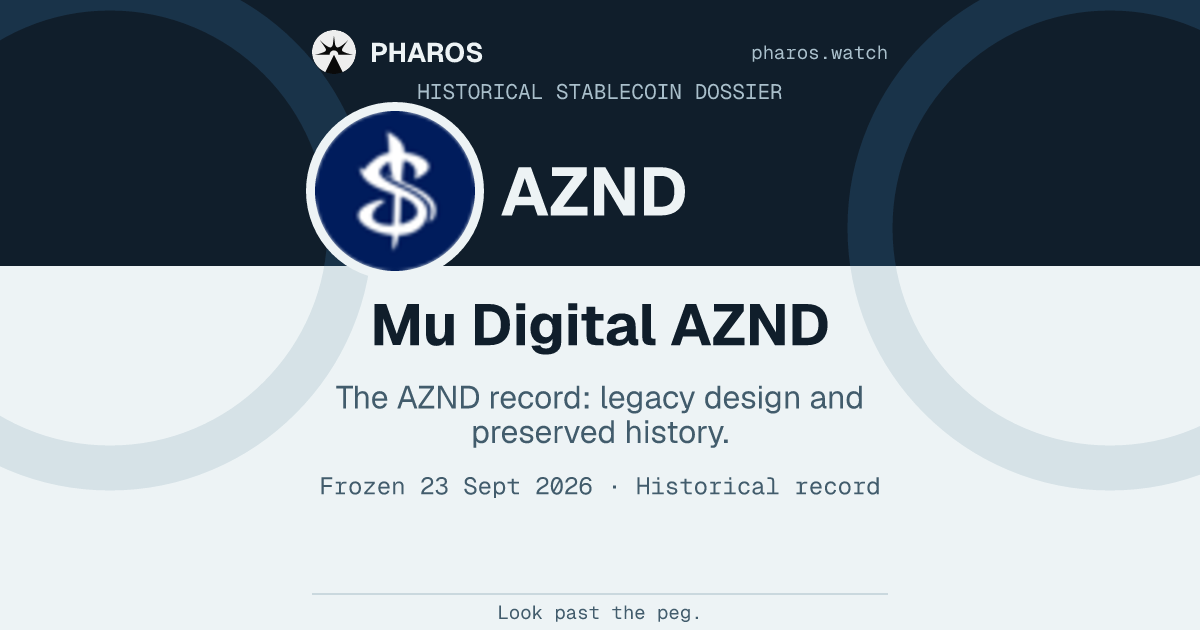 PHAROS
pharos.watch
HISTORICAL STABLECOIN DOSSIER
AZND
Mu Digital AZND
The AZND record: legacy design and
preserved history.
Frozen 23 Sept 2026 · Historical record
Look past the peg.